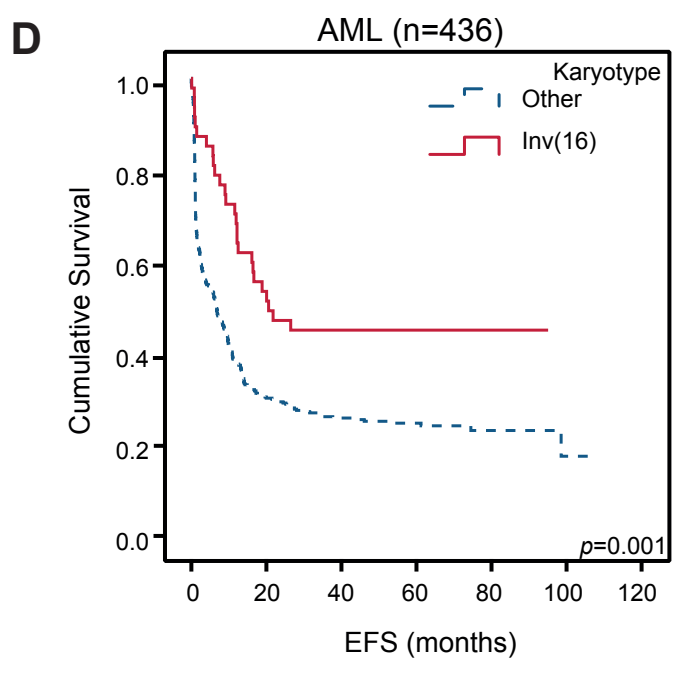 D
AML (n=436)
Karyotype
Other
Inv(16)
Cumulative Survival
1.0
0.8
0.6
0.4
0.2
0.0
p=0.001
0 20 40 60 80 100 120
EFS (months)